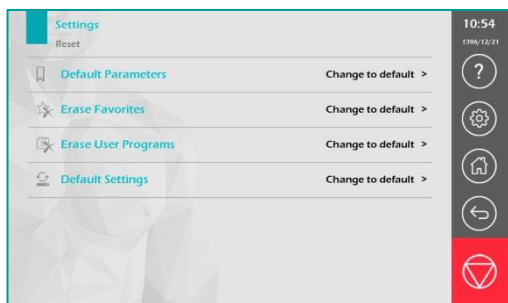 Settings
Reset
10:54
1396/12/21
Default Parameters Change to default >
Erase Favorites Change to default >
Erase User Programs Change to default >
Default Settings Change to default >
?